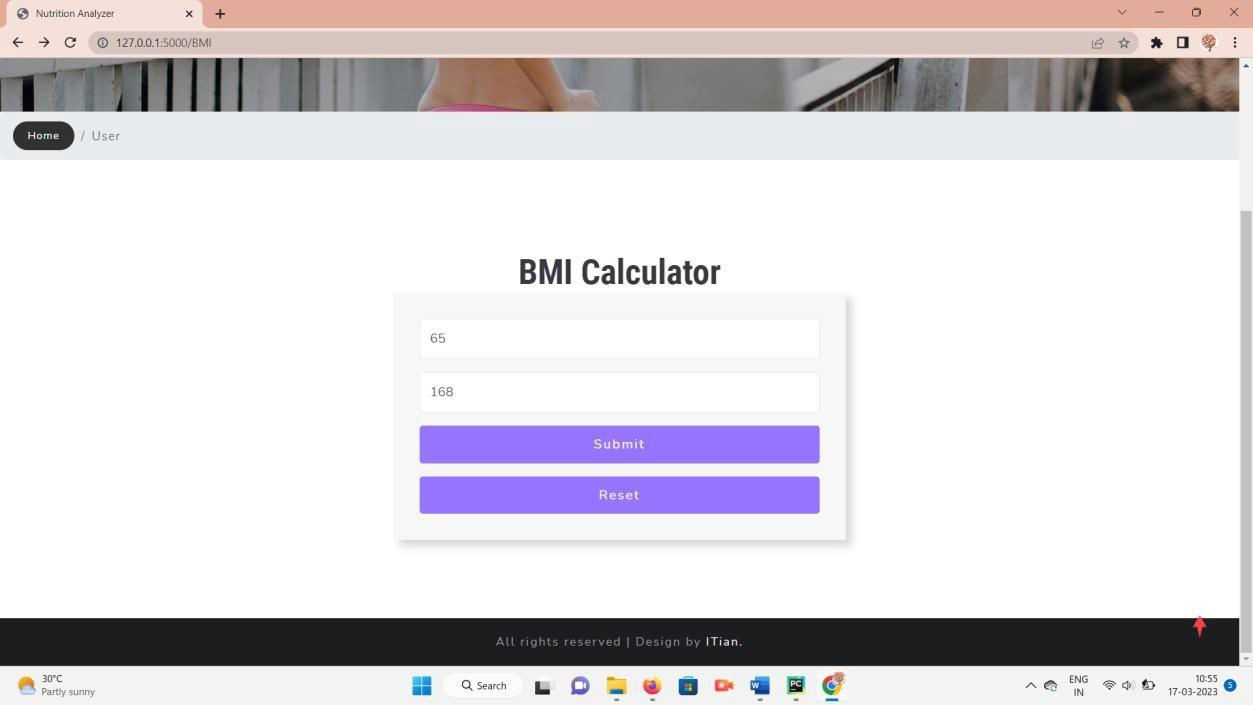 Nutrition Analyzer
127.0.0.1:5000/BMI
Home / User
BMI Calculator
65
168
Submit
Reset
All rights reserved | Design by ITian.
30°C
Partly sunny
Search
W
PC
ENG
IN
10:55
17-03-2023
5